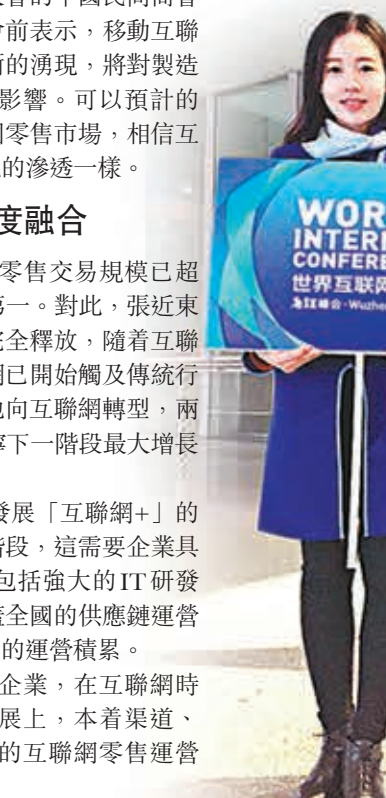 會前表示，移動互聯
術的湧現，將對製造
影響。可以預計的
國零售市場，相信互
的滲透一樣。
度融合
零售交易規模已超
第一。對此，張近東
完全釋放，隨着互聯
網已開始觸及傳統行
也向互聯網轉型，兩
下一階段最大增長
發展「互聯網+」的
階段，這需要企業具
包括強大的IT研發
蓋全國的供應鏈運營
的運營積累。
企業，在互聯網時
展上，本着渠道、
的互聯網零售運營
WOR
INTER
CONFERE
世界互联网
峰会·Wuzhe